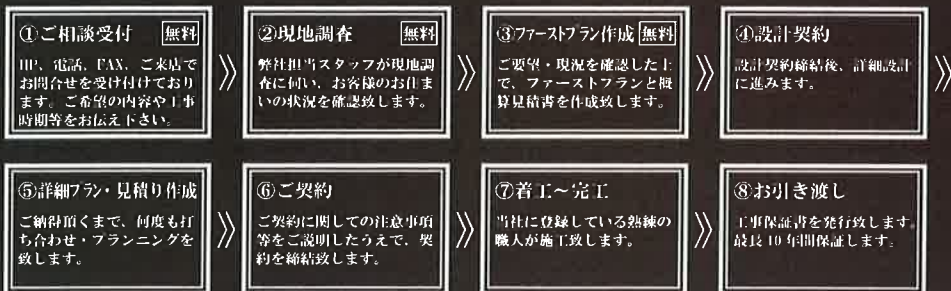 ①ご相談受付 無料
HP、電話、FAX、ご来店で
お問合せを受け付けており
ます。ご希望の内容や工事
時期等をお伝え下さい。
②現地調査 無料
弊社担当スタッフが現地調
査に伺い、お客様のお住ま
いの状況を確認致します。
③ファーストプラン作成 無料
ご要望・現況を確認した上
で、ファーストプランと概
算見積書を作成致します。
④設計契約
設計契約締結後、詳細設計
に進みます。
⑤詳細プラン・見積り作成
ご納得頂くまで、何度も打
ち合わせ・プランニングを
致します。
⑥ご契約
ご契約に関しての注意事項
等をご説明したうえで、契
約を締結致します。
⑦着工～完工
当社に登録している熟練の
職人が施工致します。
⑧お引き渡し
工事保証書を発行致します。
最長10年間保証します。